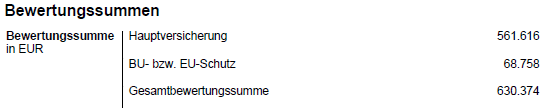 Bewertungssummen
Bewertungssumme Hauptversicherung 561.616
in EUR
BU- bzw. EU-Schutz 68.758
Gesamtbewertungssumme 630.374